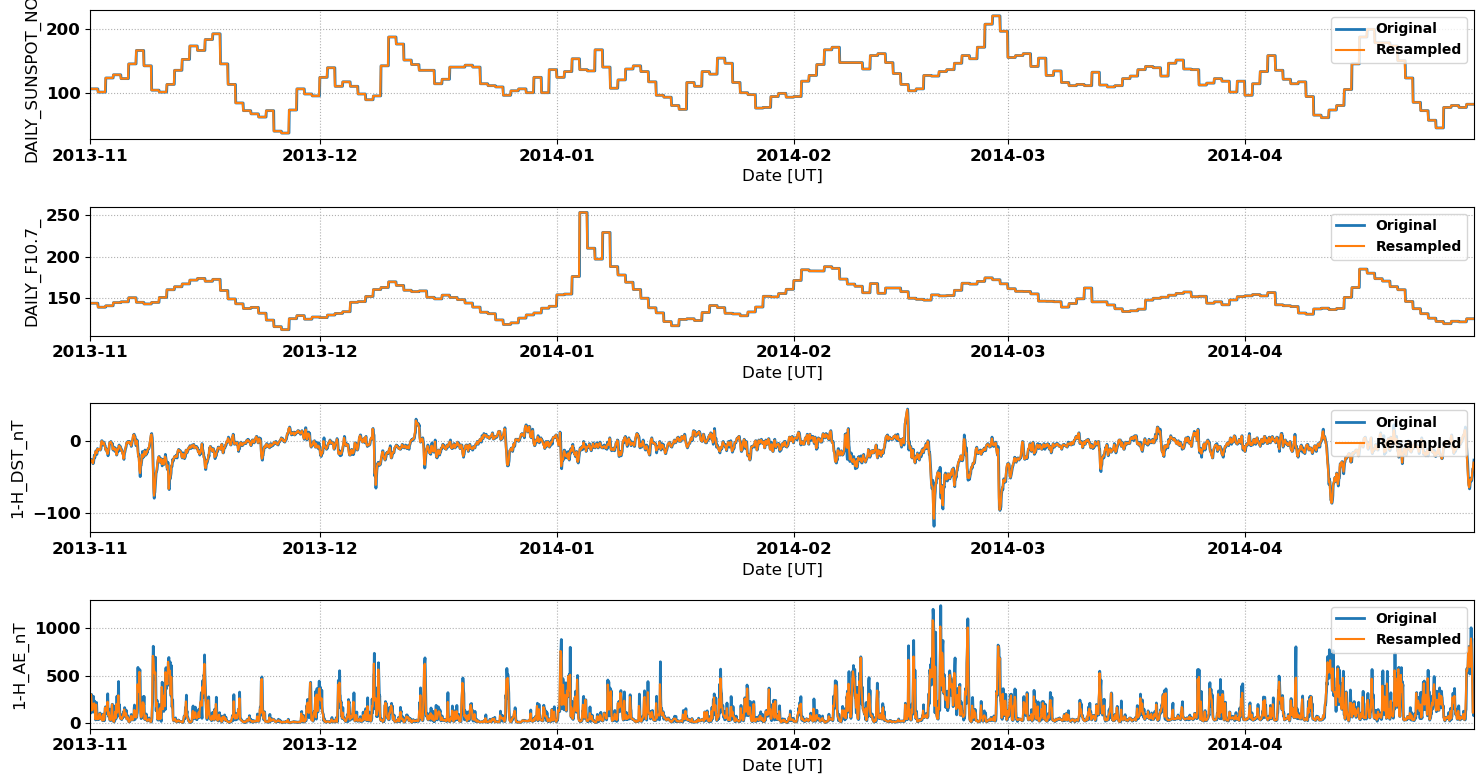 DAILY_SUNSPOT_NO
200
100
Original
Resampled
2013-11 2013-12 2014-01 2014-02 2014-03 2014-04
Date [UT]
DAILY_F10.7_
250
200
150
Original
Resampled
2013-11 2013-12 2014-01 2014-02 2014-03 2014-04
Date [UT]
1-H_DST_nT
0
−100
Original
Resampled
2013-11 2013-12 2014-01 2014-02 2014-03 2014-04
Date [UT]
1-H_AE_nT
1000
500
0
Original
Resampled
2013-11 2013-12 2014-01 2014-02 2014-03 2014-04
Date [UT]